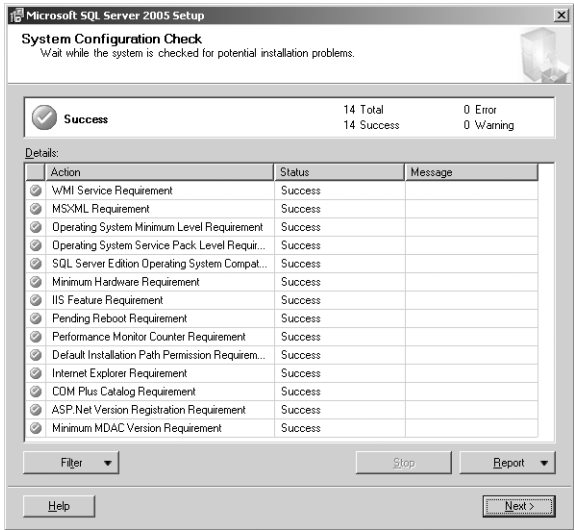 Microsoft SQL Server 2005 Setup
System Configuration Check
Wait while the system is checked for potential installation problems.
Success
14 Total
0 Error
14 Success
0 Warning
Details:
Action Status Message
WMI Service Requirement Success
MSXML Requirement Success
Operating System Minimum Level Requirement Success
Operating System Service Pack Level Requir... Success
SQL Server Edition Operating System Compat... Success
Minimum Hardware Requirement Success
IIS Feature Requirement Success
Pending Reboot Requirement Success
Performance Monitor Counter Requirement Success
Default Installation Path Permission Requirem... Success
Internet Explorer Requirement Success
COM Plus Catalog Requirement Success
ASP.Net Version Registration Requirement Success
Minimum MDAC Version Requirement Success
Filter Stop Report
Help Next >